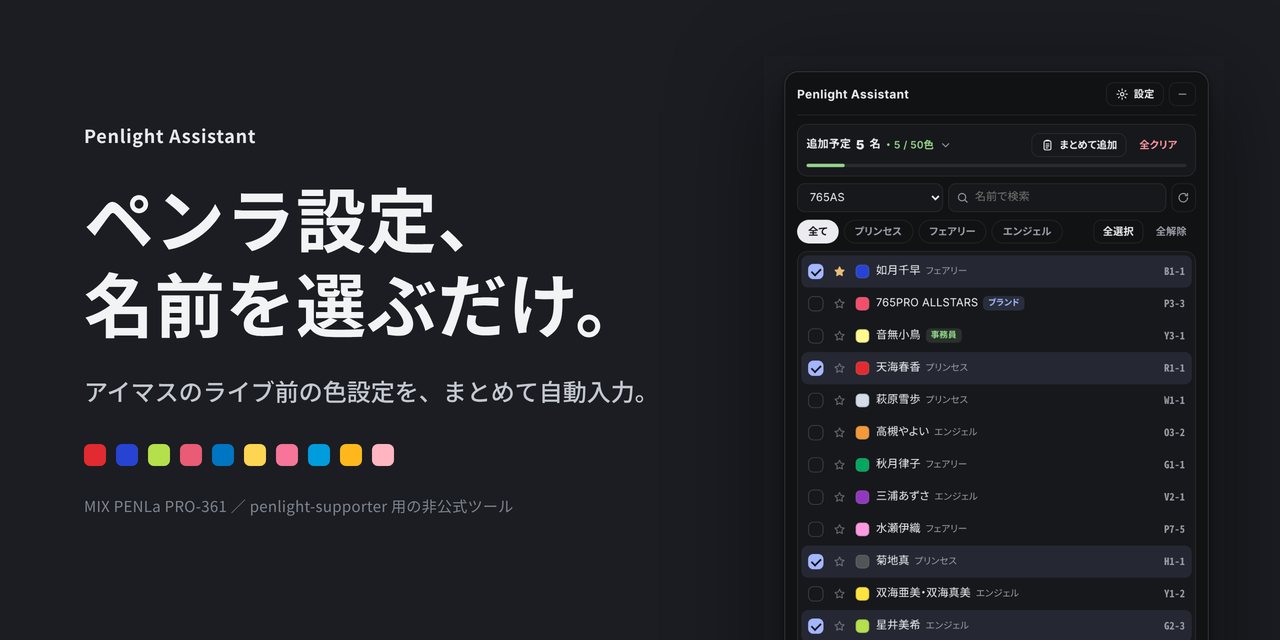 Penlight Assistant
ペンラ設定、
名前を選ぶだけ。
アイマスのライブ前の色設定を、まとめて自動入力。
MIX PENLa PRO-361 ／ penlight-supporter 用の非公式ツール
Penlight Assistant 設定
追加予定 5 名 ・5 / 50色 まとめて追加 全クリア
765AS 名前で検索
全て プリンセス フェアリー エンジェル 全選択 全解除
如月千早 フェアリー B1-1
765PRO ALLSTARS ブランド P3-3
音無小鳥 事務員 Y3-1
天海春香 プリンセス R1-1
萩原雪歩 プリンセス W1-1
高槻やよい エンジェル O3-2
秋月律子 フェアリー G1-1
三浦あずさ エンジェル V2-1
水瀬伊織 フェアリー P7-5
菊地真 プリンセス H1-1
双海亜美・双海真美 エンジェル Y1-2
星井美希 エンジェル G2-3